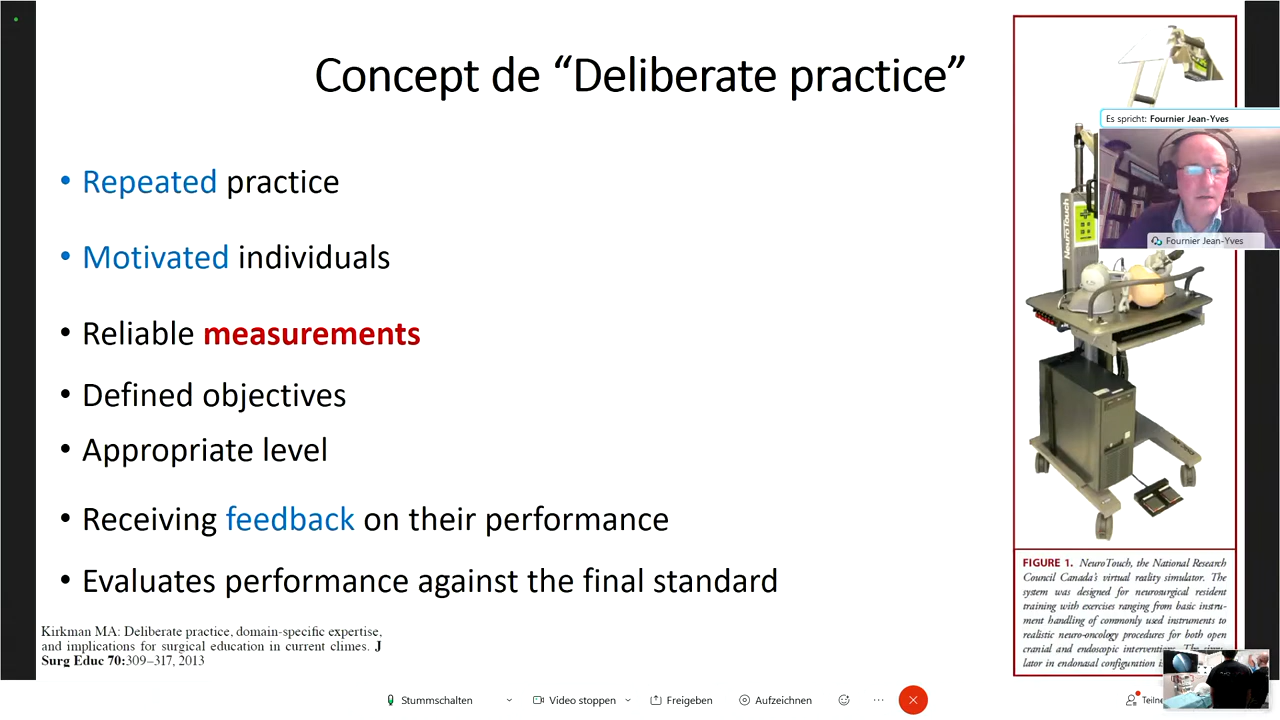 Concept de “Deliberate practice”
• Repeated practice
• Motivated individuals
• Reliable measurements
• Defined objectives
• Appropriate level
• Receiving feedback on their performance
• Evaluates performance against the final standard
Kirkman MA: Deliberate practice, domain-specific expertise,
and implications for surgical education in current climes. J
Surg Educ 70:309–317, 2013
Es spricht: Fournier Jean-Yves
Fournier Jean-Yves
NeuroTouch
FIGURE 1. NeuroTouch, the National Research
Council Canada’s virtual reality simulator. The
system was designed for neurosurgical resident
training with exercises ranging from basic instru-
ment handling of commonly used instruments to
realistic neuro-oncology procedures for both open
cranial and endoscopic interventions. The
lator in endonasal configuration
Stummschalten
Video stoppen
Freigeben
Aufzeichnen